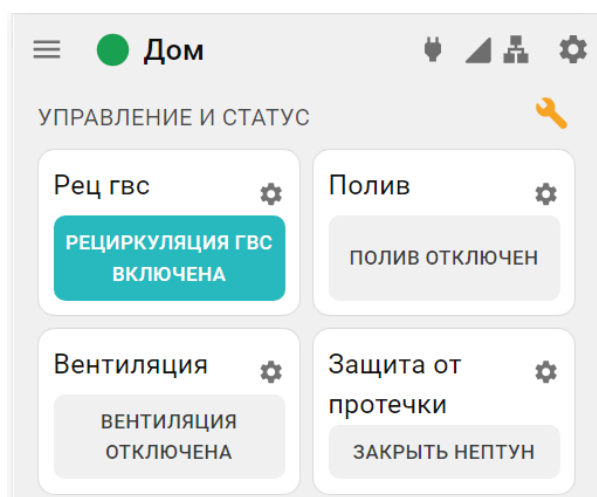 Дом
УПРАВЛЕНИЕ И СТАТУС
Рец гвс
РЕЦИРКУЛЯЦИЯ ГВС
ВКЛЮЧЕНА
Полив
ПОЛИВ ОТКЛЮЧЕН
Вентиляция
ВЕНТИЛЯЦИЯ
ОТКЛЮЧЕНА
Защита от
протечки
ЗАКРЫТЬ НЕПТУН